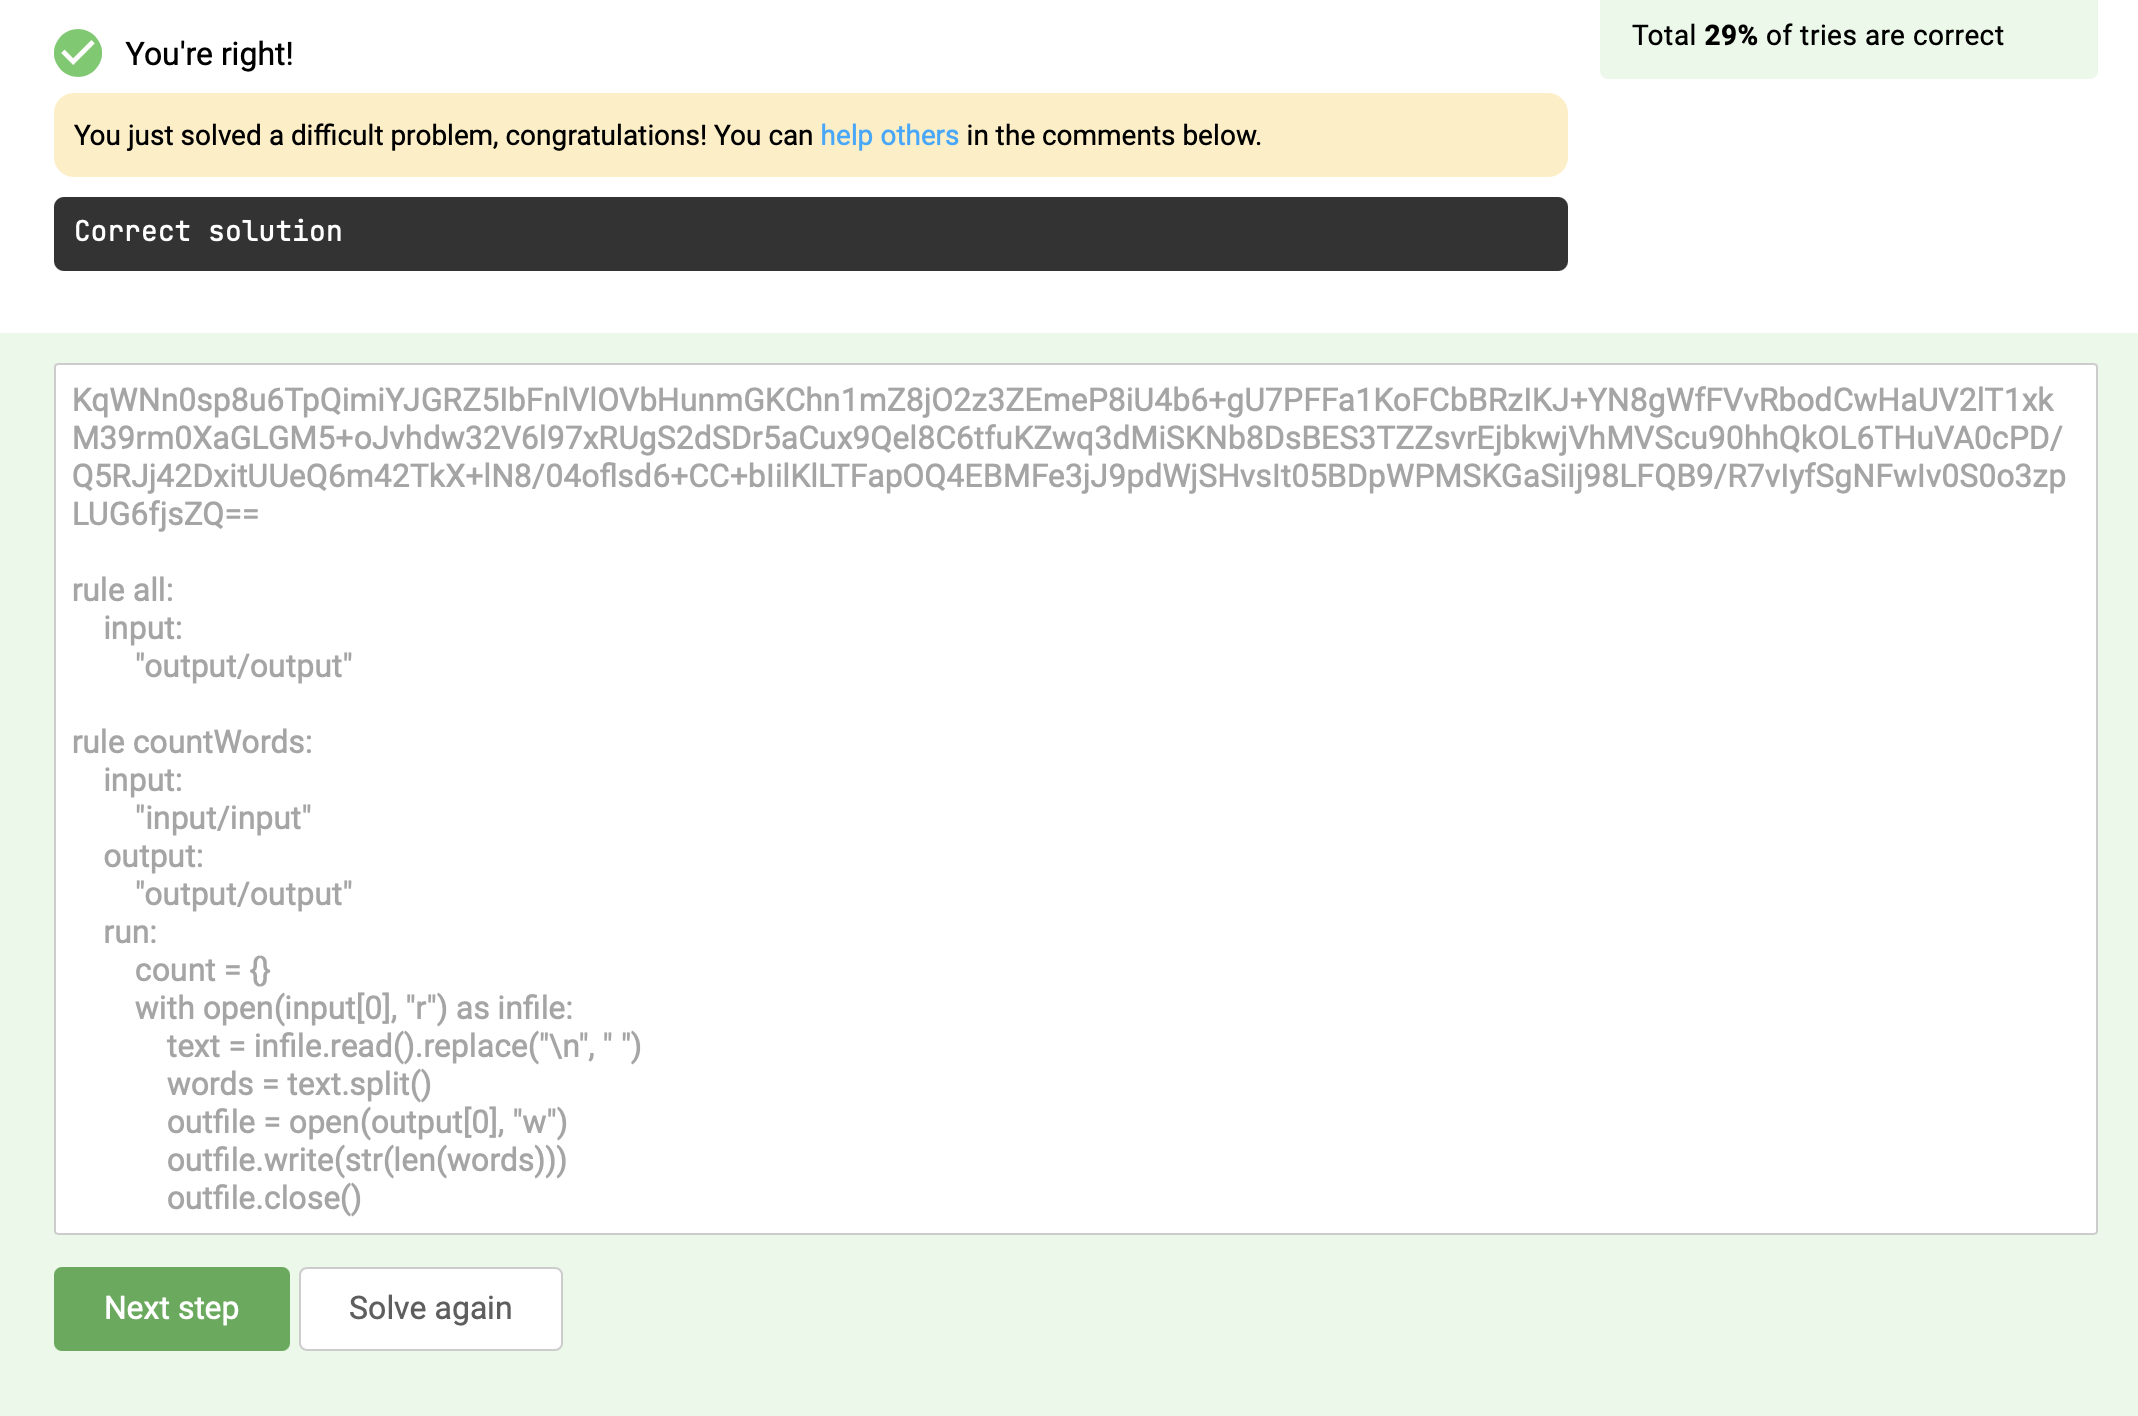 You're right!
Total 29% of tries are correct
You just solved a difficult problem, congratulations! You can help others in the comments below.
Correct solution
KqWNn0sp8u6TpQimiYJGRZ5IbFnlVlOVbHunmGKChn1mZ8jO2z3ZEmeP8iU4b6+gU7PFFa1KoFCbBRzIKJ+YN8gWfFVvRbodCwHaUV2lT1xk
M39rm0XaGLGM5+oJvhdw32V6l97xRUgS2dSDr5aCux9Qel8C6tfuKZwq3dMiSKNb8DsBES3TZZsvrEjbkwjVhMVScu90hhQkOL6THuVA0cPD/
Q5RJj42DxitUUeQ6m42TkX+lN8/04oflsd6+CC+bIilKlLTFapOQ4EBMFe3jJ9pdWjSHvsIt05BDpWPMSKGaSiIj98LFQB9/R7vIyfSgNFwIv0S0o3zp
LUG6fjsZQ==
rule all:
input:
"output/output"
rule countWords:
input:
"input/input"
output:
"output/output"
run:
count = {}
with open(input[0], "r") as infile:
text = infile.read().replace("\n", " ")
words = text.split()
outfile = open(output[0], "w")
outfile.write(str(len(words)))
outfile.close()
Next step
Solve again